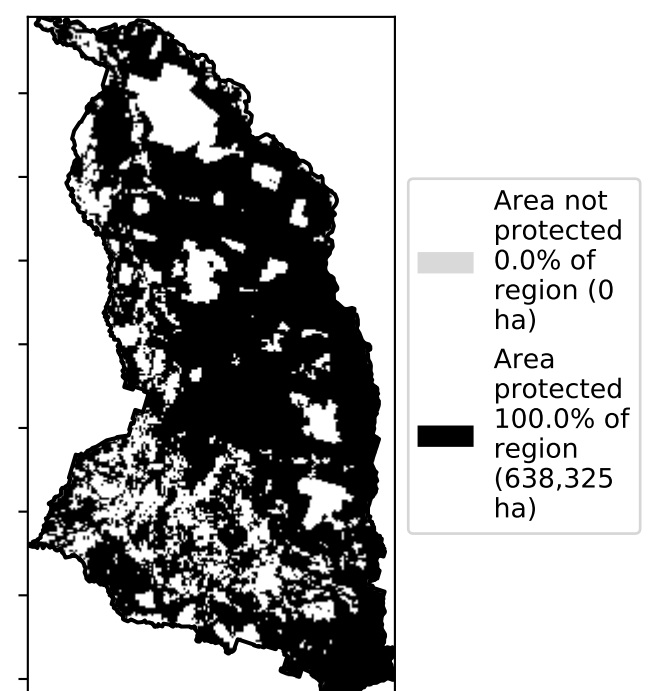 Area not
protected
0.0% of
region (0
ha)
Area
protected
100.0% of
region
(638,325
ha)